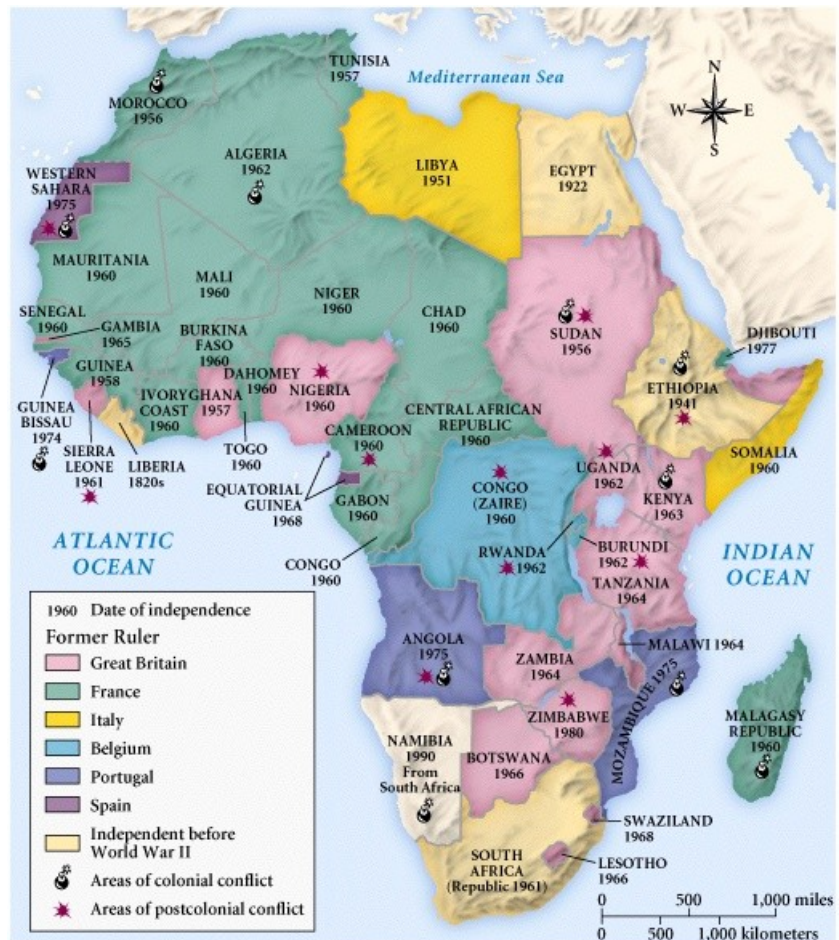 TUNISIA
1957
Mediterranean Sea
N
W
E
S
MOROCCO
1956
ALGERIA
1962
LIBYA
1951
EGYPT
1922
WESTERN
SAHARA
1975
MAURITANIA
1960
MALI
1960
NIGER
1960
CHAD
1960
SUDAN
1956
DJIBOUTI
1977
SENEGAL
1960
GAMBIA
1965
BURKINA
FASO
1960
GUINEA
1958
DAHOMEY
1960
NIGERIA
1960
ETHIOPIA
1941
IVORY
COAST
1960
GHANA
1957
CENTRAL AFRICAN
REPUBLIC
1960
GUINEA
BISSAU
1974
SIERRA
LEONE
1961
LIBERIA
1820s
TOGO
1960
CAMEROON
1960
SOMALIA
1960
EQUATORIAL
GUINEA
1968
GABON
1960
CONGO
(ZAIRE)
1960
UGANDA
1962
KENYA
1963
ATLANTIC
OCEAN
CONGO
1960
RWANDA
1962
BURUNDI
1962
TANZANIA
1964
INDIAN
OCEAN
ANGOLA
1975
ZAMBIA
1964
MALAWI 1964
MOZAMBIQUE 1975
ZIMBABWE
1980
MALAGASY
REPUBLIC
1960
NAMIBIA
1990
From
South Africa
BOTSWANA
1966
SWAZILAND
1968
SOUTH
AFRICA
(Republic 1961)
LESOTHO
1966
1960 Date of independence
Former Ruler
Great Britain
France
Italy
Belgium
Portugal
Spain
Independent before
World War II
Areas of colonial conflict
Areas of postcolonial conflict
0 500 1,000 miles
0 500 1,000 kilometers